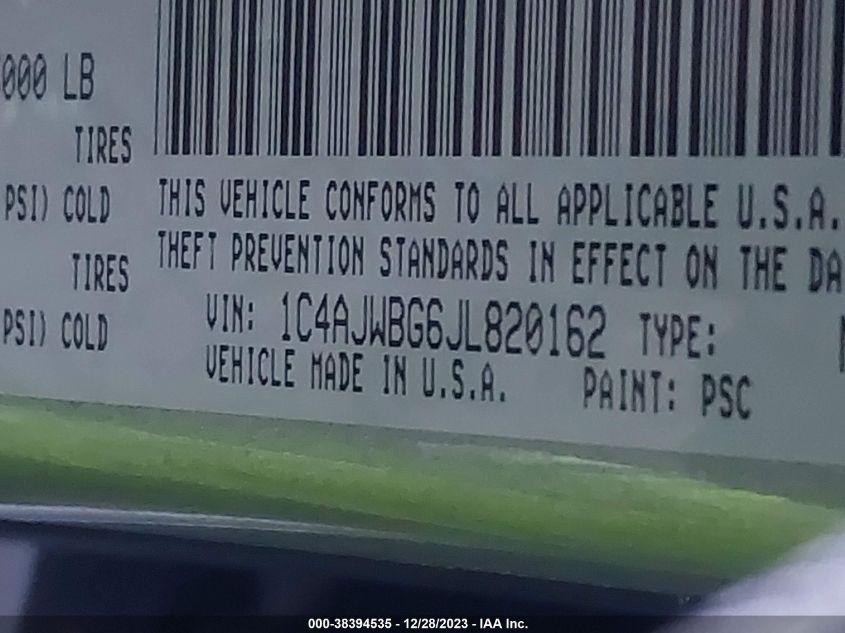 000 LB
TIRES
PSI) COLD
TIRES
PSI) COLD
THIS VEHICLE CONFORMS TO ALL APPLICABLE U.S.A.
THEFT PREVENTION STANDARDS IN EFFECT ON THE DA
VIN: 1C4AJWBG6JL820162 TYPE:
VEHICLE MADE IN U.S.A. PAINT: PSC
000-38394535 - 12/28/2023 - IAA Inc.